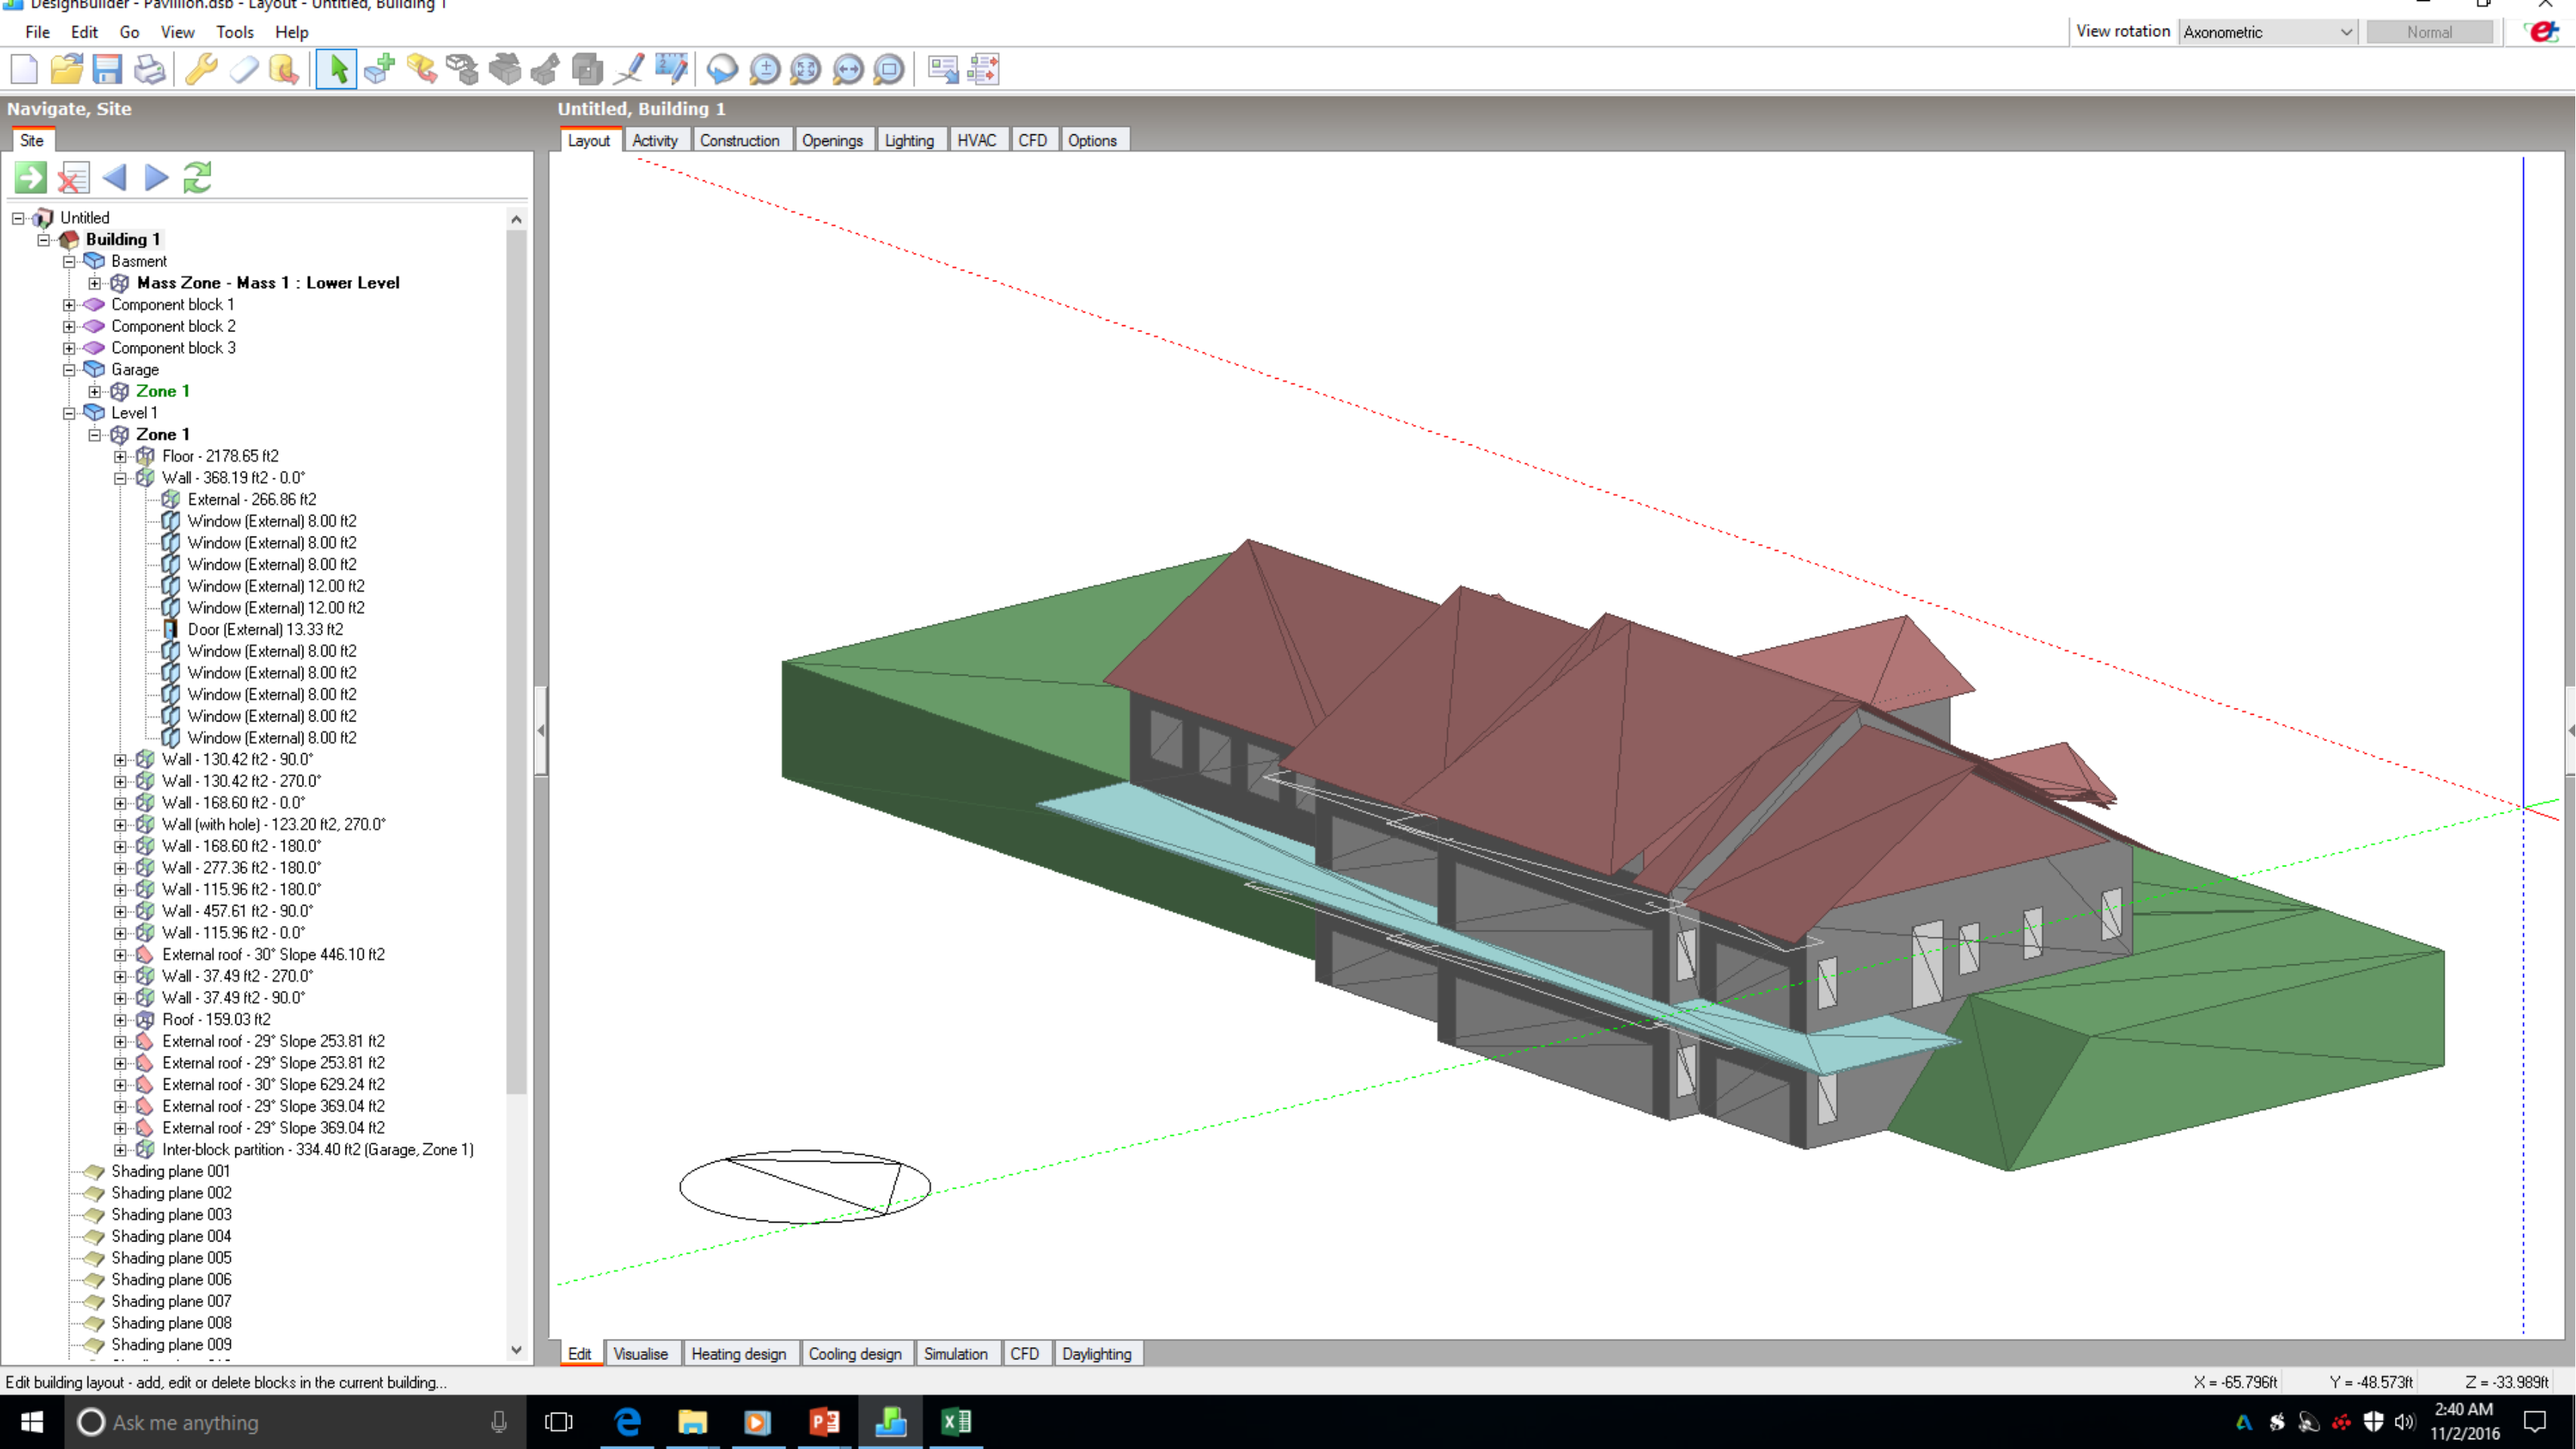 DesignBuilder - Pavillion.dsb - Layout - Untitled, Building 1
File Edit Go View Tools Help
View rotation Axonometric Normal
Navigate, Site
Untitled, Building 1
Site
Layout Activity Construction Openings Lighting HVAC CFD Options
Untitled
Building 1
Basment
Mass Zone - Mass 1 : Lower Level
Component block 1
Component block 2
Component block 3
Garage
Zone 1
Level 1
Zone 1
Floor - 2178.65 ft2
Wall - 368.19 ft2 - 0.0°
External - 266.86 ft2
Window (External) 8.00 ft2
Window (External) 8.00 ft2
Window (External) 8.00 ft2
Window (External) 12.00 ft2
Window (External) 12.00 ft2
Door (External) 13.33 ft2
Window (External) 8.00 ft2
Window (External) 8.00 ft2
Window (External) 8.00 ft2
Window (External) 8.00 ft2
Window (External) 8.00 ft2
Wall - 130.42 ft2 - 90.0°
Wall - 130.42 ft2 - 270.0°
Wall - 168.60 ft2 - 0.0°
Wall (with hole) - 123.20 ft2, 270.0°
Wall - 168.60 ft2 - 180.0°
Wall - 277.36 ft2 - 180.0°
Wall - 115.96 ft2 - 180.0°
Wall - 457.61 ft2 - 90.0°
Wall - 115.96 ft2 - 0.0°
External roof - 30° Slope 446.10 ft2
Wall - 37.49 ft2 - 270.0°
Wall - 37.49 ft2 - 90.0°
Roof - 159.03 ft2
External roof - 29° Slope 253.81 ft2
External roof - 29° Slope 253.81 ft2
External roof - 30° Slope 629.24 ft2
External roof - 29° Slope 369.04 ft2
External roof - 29° Slope 369.04 ft2
Inter-block partition - 334.40 ft2 (Garage, Zone 1)
Shading plane 001
Shading plane 002
Shading plane 003
Shading plane 004
Shading plane 005
Shading plane 006
Shading plane 007
Shading plane 008
Shading plane 009
Edit Visualise Heating design Cooling design Simulation CFD Daylighting
Edit building layout - add, edit or delete blocks in the current building...
X = -65.796ft Y = -48.573ft Z = -33.989ft
Ask me anything
2:40 AM
11/2/2016